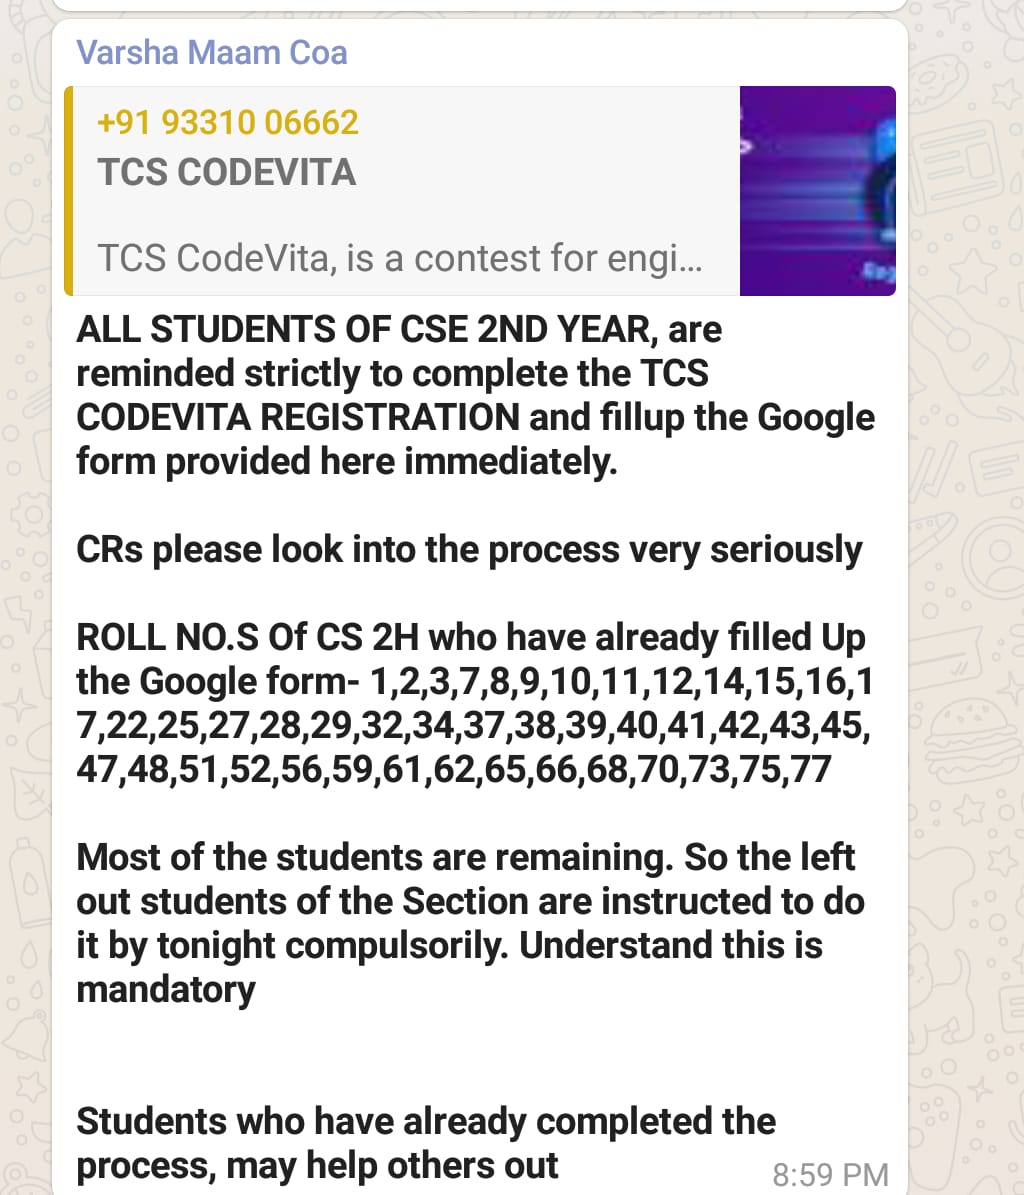 Varsha Maam Coa
+91 93310 06662
TCS CODEVITA
TCS CodeVita, is a contest for engi...
ALL STUDENTS OF CSE 2ND YEAR, are
reminded strictly to complete the TCS
CODEVITA REGISTRATION and fillup the Google
form provided here immediately.
CRs please look into the process very seriously
ROLL NO.S Of CS 2H who have already filled Up
the Google form- 1,2,3,7,8,9,10,11,12,14,15,16,1
7,22,25,27,28,29,32,34,37,38,39,40,41,42,43,45,
47,48,51,52,56,59,61,62,65,66,68,70,73,75,77
Most of the students are remaining. So the left
out students of the Section are instructed to do
it by tonight compulsorily. Understand this is
mandatory
Students who have already completed the
process, may help others out
8:59 PM